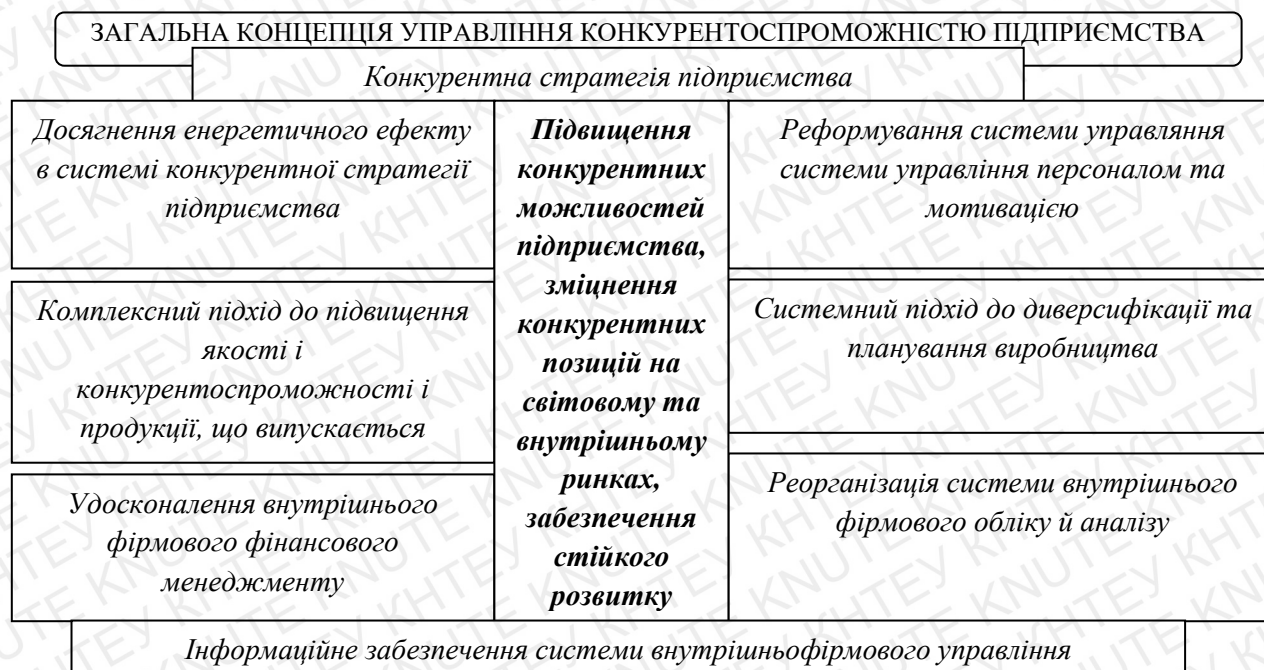 ЗАГАЛЬНА КОНЦЕПЦІЯ УПРАВЛІННЯ КОНКУРЕНТОСПРОМОЖНІСТЮ ПІДПРИЄМСТВА
Конкурентна стратегія підприємства
Досягнення енергетичного ефекту
в системі конкурентної стратегії
підприємства
Комплексний підхід до підвищення
якості і
конкурентоспроможності і
продукції, що випускається
Удосконалення внутрішнього
фірмового фінансового
менеджменту
Підвищення
конкурентних
можливостей
підприємства,
зміцнення
конкурентних
позицій на
світовому та
внутрішньому
ринках,
забезпечення
стійкого
розвитку
Реформування системи управляння
системи управління персоналом та
мотивацією
Системний підхід до диверсифікації та
планування виробництва
Реорганізація системи внутрішнього
фірмового обліку й аналізу
Інформаційне забезпечення системи внутрішньофірмового управління